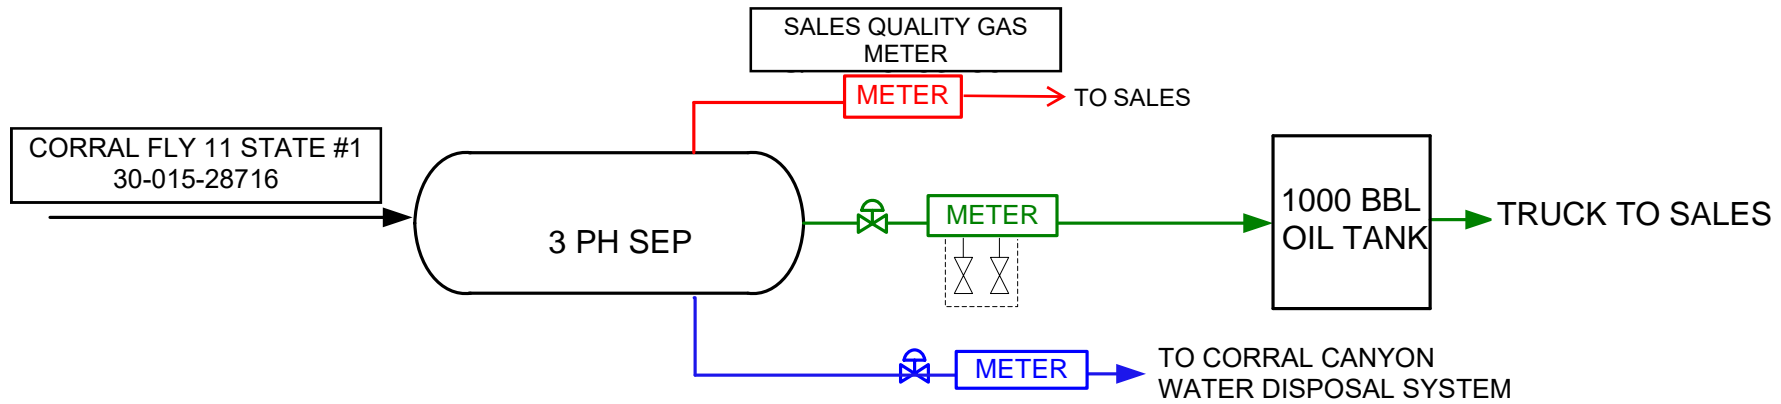 SALES QUALITY GAS
METER
METER
TO SALES
CORRAL FLY 11 STATE #1
30-015-28716
3 PH SEP
METER
1000 BBL
OIL TANK
TRUCK TO SALES
METER
TO CORRAL CANYON
WATER DISPOSAL SYSTEM